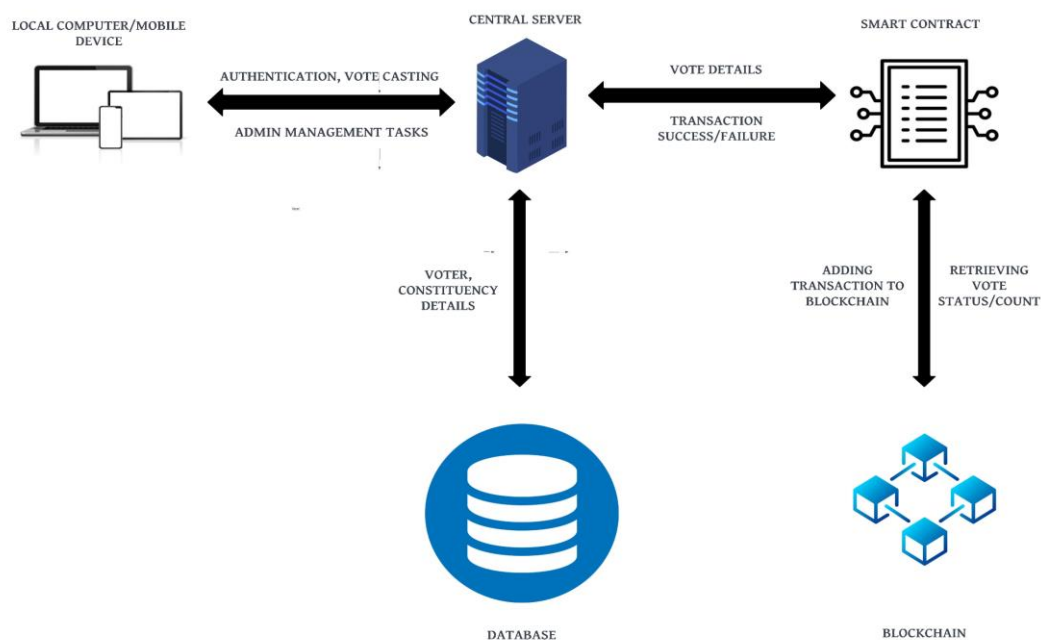 LOCAL COMPUTER/MOBILE
DEVICE
CENTRAL SERVER
SMART CONTRACT
AUTHENTICATION, VOTE CASTING
ADMIN MANAGEMENT TASKS
VOTE DETAILS
TRANSACTION
SUCCESS/FAILURE
VOTER,
CONSTITUENCY
DETAILS
ADDING
TRANSACTION TO
BLOCKCHAIN
RETRIEVING
VOTE
STATUS/COUNT
DATABASE
BLOCKCHAIN